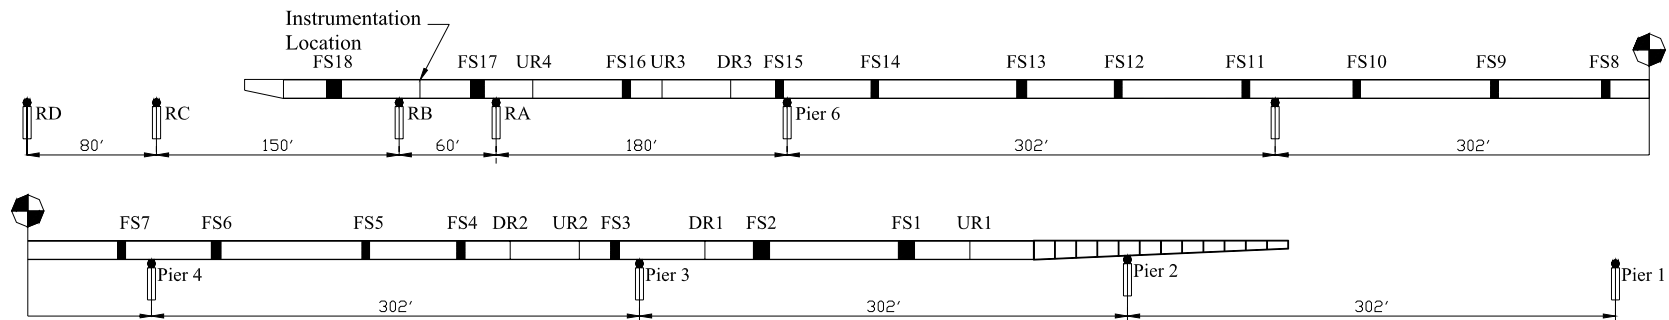 Instrumentation
Location
FS18 FS17 UR4 FS16 UR3 DR3 FS15 FS14 FS13 FS12 FS11 FS10 FS9 FS8
RD RC RB RA Pier 6
80' 150' 60' 180' 302' 302'
FS7 FS6 FS5 FS4 DR2 UR2 FS3 DR1 FS2 FS1 UR1
Pier 4 Pier 3 Pier 2 Pier 1
302' 302' 302'